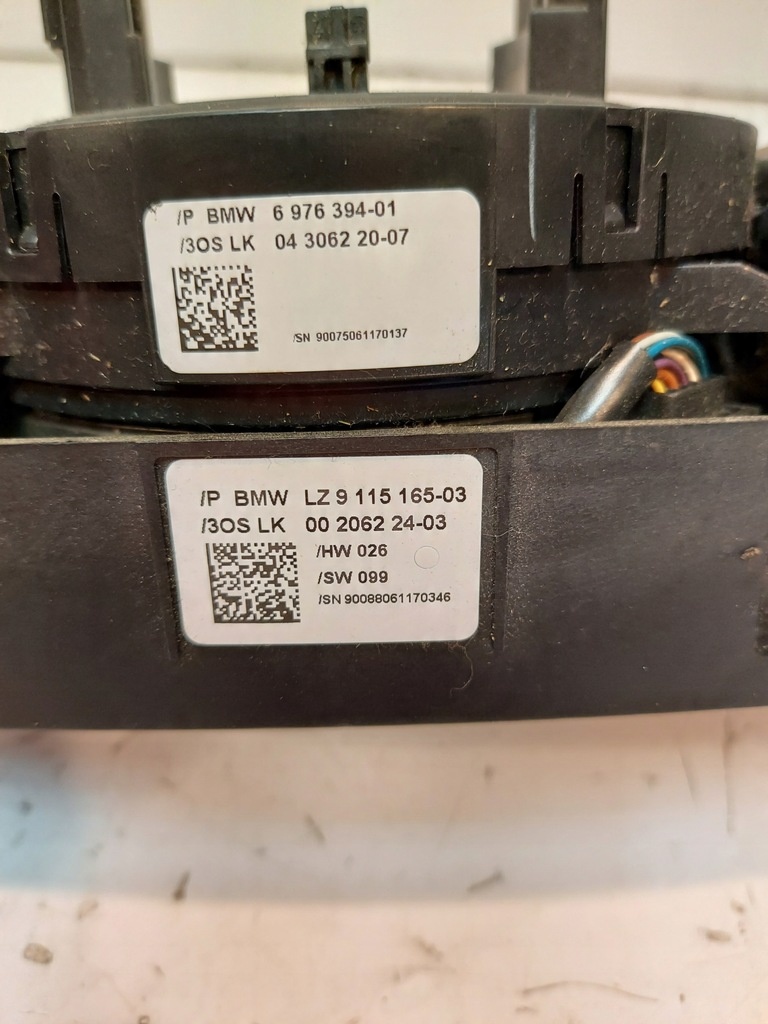 /P BMW 6 976 394-01
/3OS LK 04 3062 20-07
/SN 90075061170137
/P BMW LZ 9 115 165-03
/3OS LK 00 2062 24-03
/HW 026
/SW 099
/SN 90088061170346